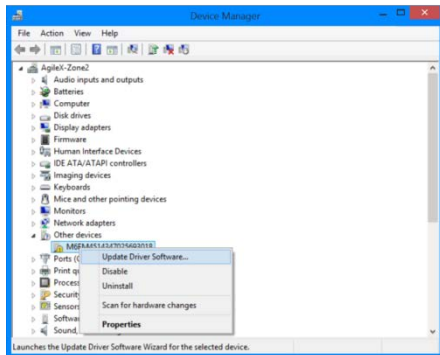 Device Manager
File Action View Help
AgileX-Zone2
Audio inputs and outputs
Batteries
Computer
Disk drives
Display adapters
Firmware
Human Interface Devices
IDE ATA/ATAPI controllers
Imaging devices
Keyboards
Mice and other pointing devices
Monitors
Network adapters
Other devices
Ports (C
Update Driver Software...
Print qu
Disable
Process
Uninstall
Security
Sensors
Scan for hardware changes
Softwar
Properties
Sound,
Launches the Update Driver Software Wizard for the selected device.